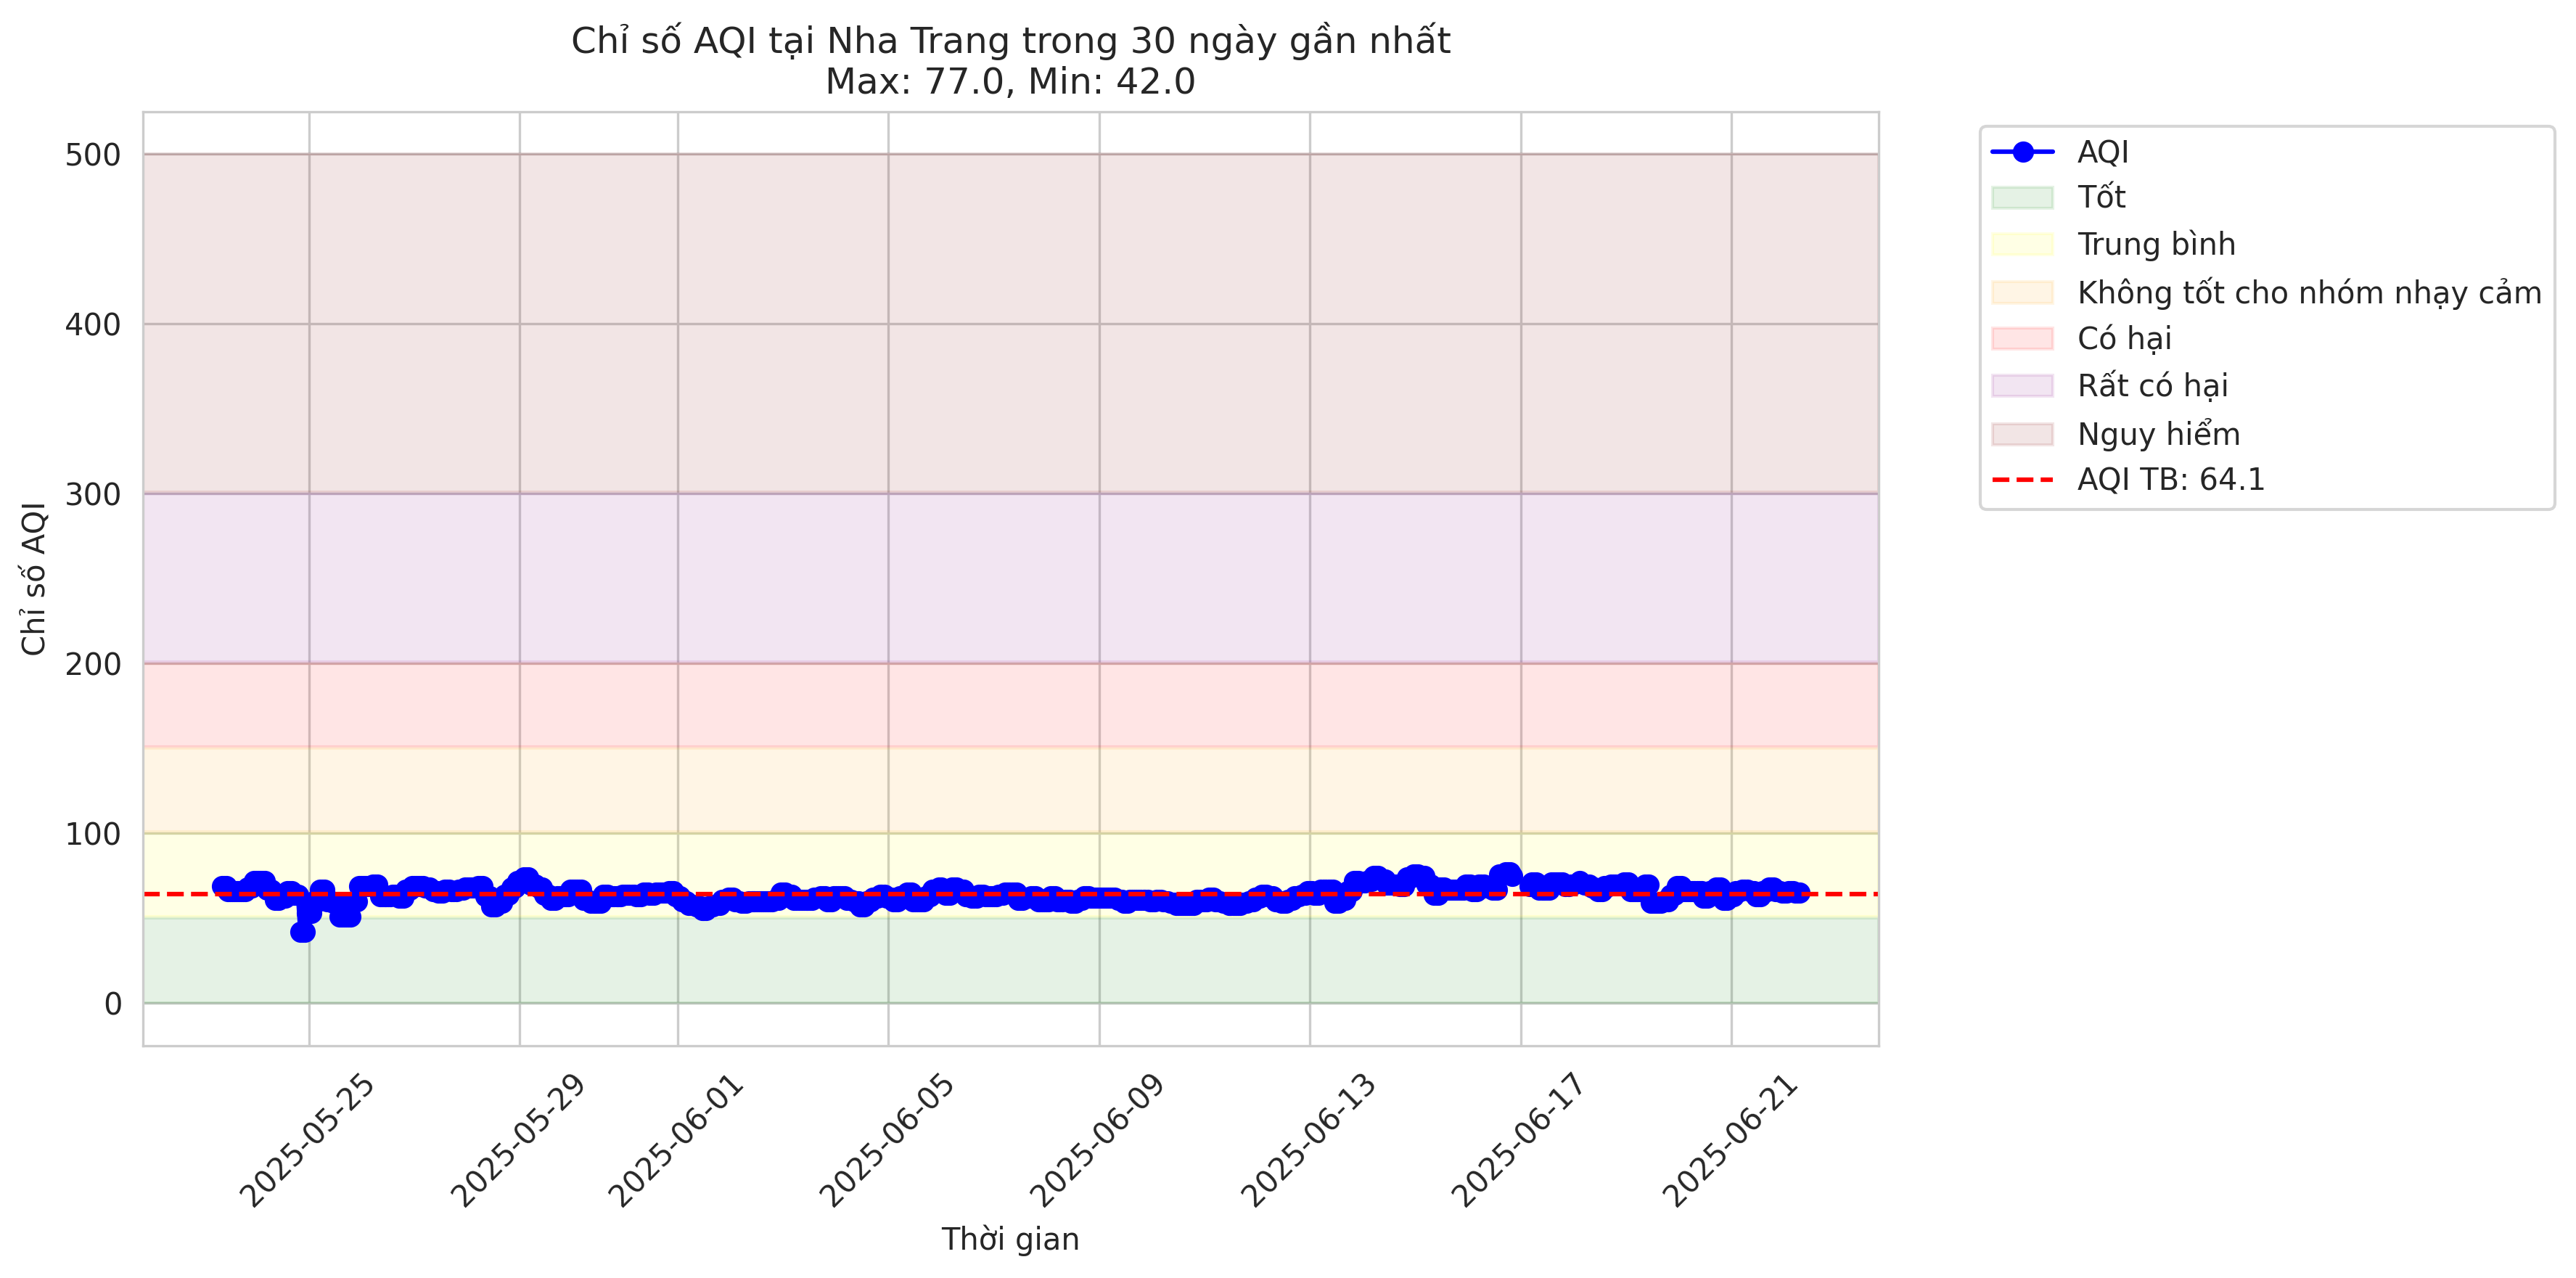 Chỉ số AQI tại Nha Trang trong 30 ngày gần nhất
Max: 77.0, Min: 42.0
Chỉ số AQI
500
400
300
200
100
0
2025-05-25
2025-05-29
2025-06-01
2025-06-05
2025-06-09
2025-06-13
2025-06-17
2025-06-21
Thời gian
AQI
Tốt
Trung bình
Không tốt cho nhóm nhạy cảm
Có hại
Rất có hại
Nguy hiểm
AQI TB: 64.1